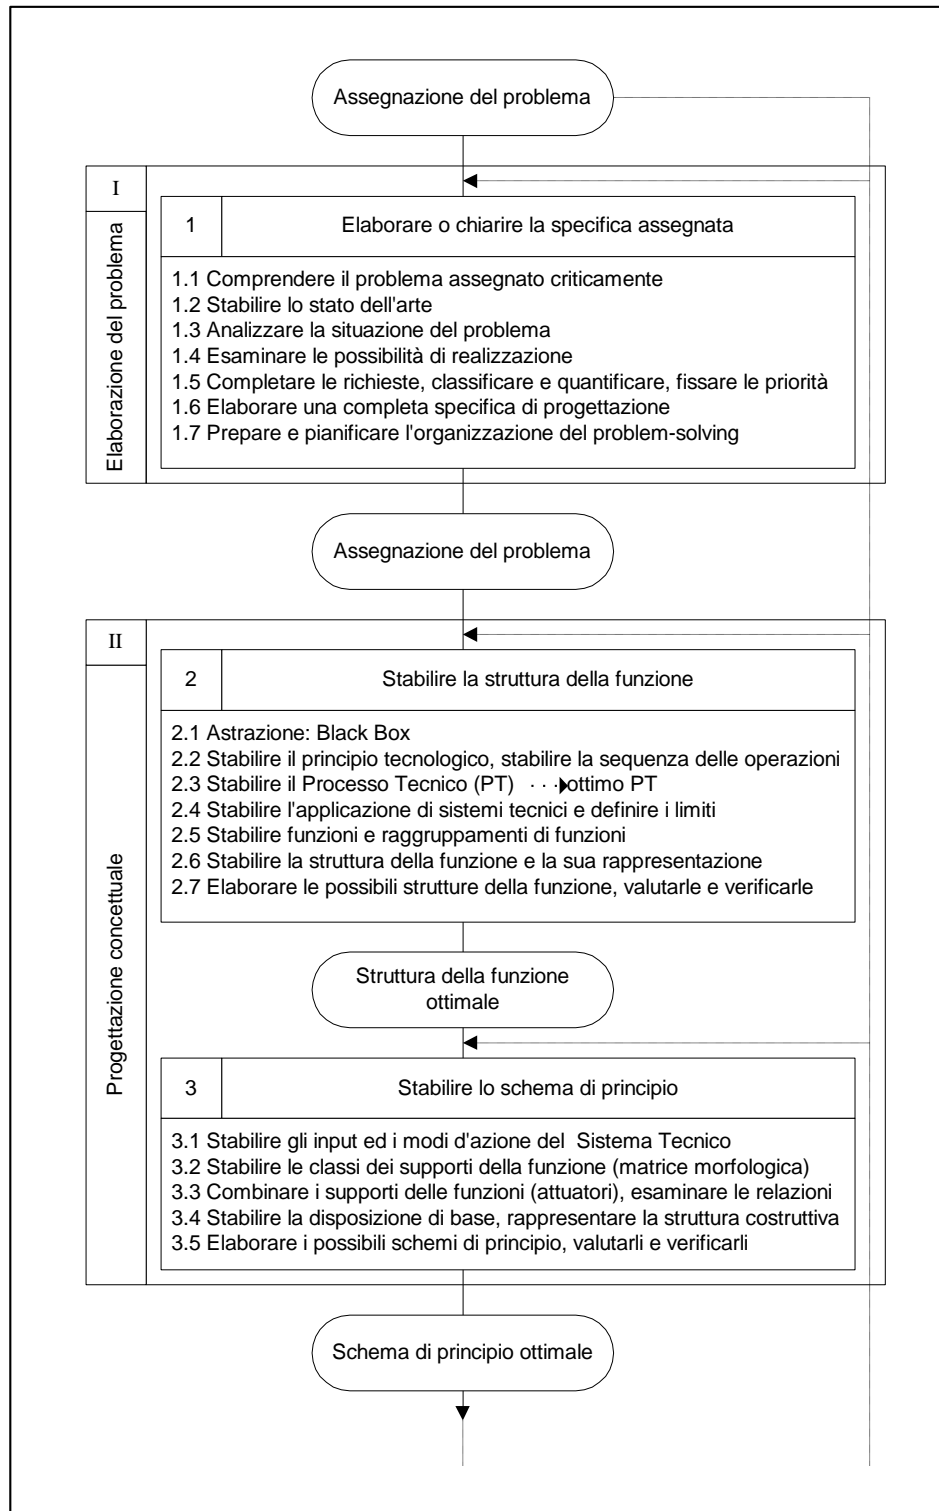 Assegnazione del problema
I
Elaborazione del problema
1
Elaborare o chiarire la specifica assegnata
1.1 Comprendere il problema assegnato criticamente
1.2 Stabilire lo stato dell'arte
1.3 Analizzare la situazione del problema
1.4 Esaminare le possibilità di realizzazione
1.5 Completare le richieste, classificare e quantificare, fissare le priorità
1.6 Elaborare una completa specifica di progettazione
1.7 Prepare e pianificare l'organizzazione del problem-solving
Assegnazione del problema
II
Progettazione concettuale
2
Stabilire la struttura della funzione
2.1 Astrazione: Black Box
2.2 Stabilire il principio tecnologico, stabilire la sequenza delle operazioni
2.3 Stabilire il Processo Tecnico (PT) ottimo PT
2.4 Stabilire l'applicazione di sistemi tecnici e definire i limiti
2.5 Stabilire funzioni e raggruppamenti di funzioni
2.6 Stabilire la struttura della funzione e la sua rappresentazione
2.7 Elaborare le possibili strutture della funzione, valutarle e verificarle
Struttura della funzione
ottimale
3
Stabilire lo schema di principio
3.1 Stabilire gli input ed i modi d'azione del Sistema Tecnico
3.2 Stabilire le classi dei supporti della funzione (matrice morfologica)
3.3 Combinare i supporti delle funzioni (attuatori), esaminare le relazioni
3.4 Stabilire la disposizione di base, rappresentare la struttura costruttiva
3.5 Elaborare i possibili schemi di principio, valutarli e verificarli
Schema di principio ottimale